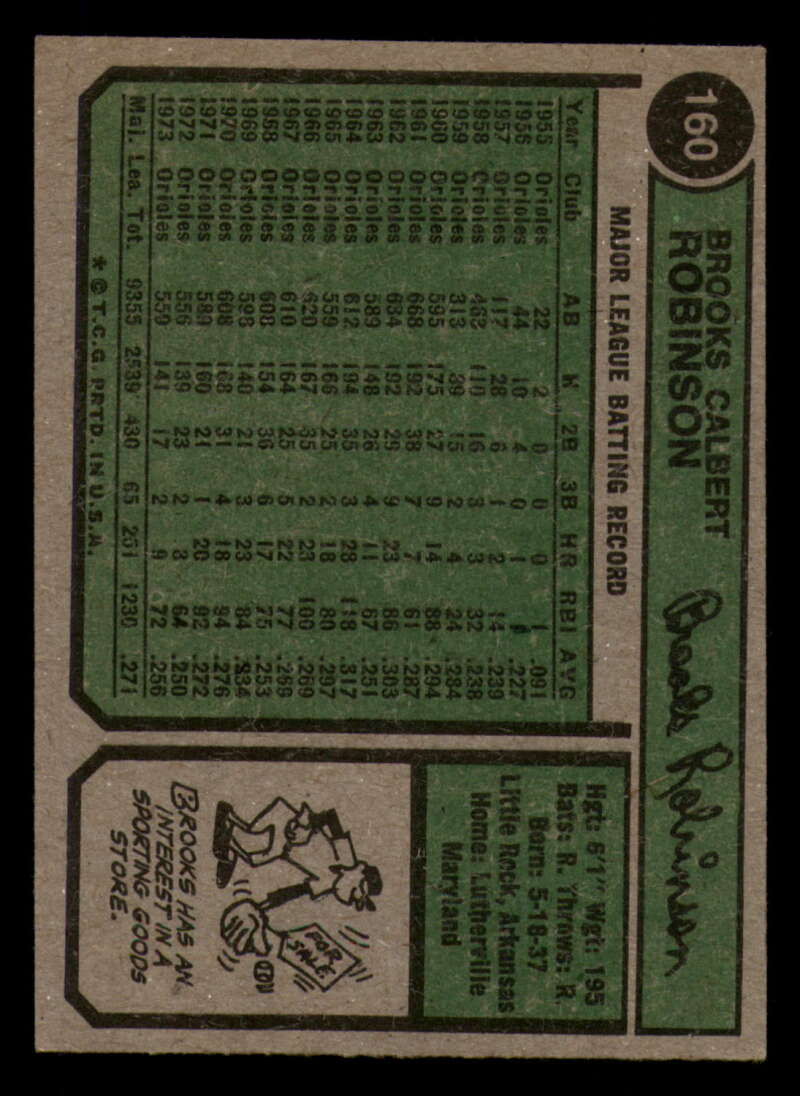 160
BROOKS CALBERT
ROBINSON
Brooks Robinson
MAJOR LEAGUE BATTING RECORD
Year Club AB H 2B 3B HR RBI AVG
1955 Orioles 22 2 0 0 0 1 .091
1956 Orioles 44 10 4 0 1 1 .227
1957 Orioles 117 28 6 1 2 14 .239
1958 Orioles 463 110 16 3 3 32 .238
1959 Orioles 313 89 15 2 4 24 .284
1960 Orioles 595 175 27 9 14 88 .294
1961 Orioles 668 192 38 7 7 61 .287
1962 Orioles 634 192 29 9 23 86 .303
1963 Orioles 589 148 26 4 11 67 .251
1964 Orioles 612 194 35 3 28 118 .317
1965 Orioles 559 166 25 2 18 80 .297
1966 Orioles 620 167 35 2 23 100 .269
1967 Orioles 610 164 25 5 22 77 .269
1968 Orioles 608 154 36 6 17 75 .253
1969 Orioles 598 140 21 3 23 84 .234
1970 Orioles 608 168 31 4 18 94 .276
1971 Orioles 589 160 21 1 20 92 .272
1972 Orioles 556 139 23 2 8 64 .250
1973 Orioles 559 141 17 2 9 72 .256
Maj. Lea. Tot. 9355 2539 430 65 251 1230 .271
* © T.C.G. PRTD. IN U.S.A.
Hgt: 6'1" Wgt: 195
Bats: R. Throws: R.
Born: 5-18-37
Little Rock, Arkansas
Home: Lutherville
Maryland
FOR
SALE
BROOKS HAS AN
INTEREST IN A
SPORTING GOODS
STORE.